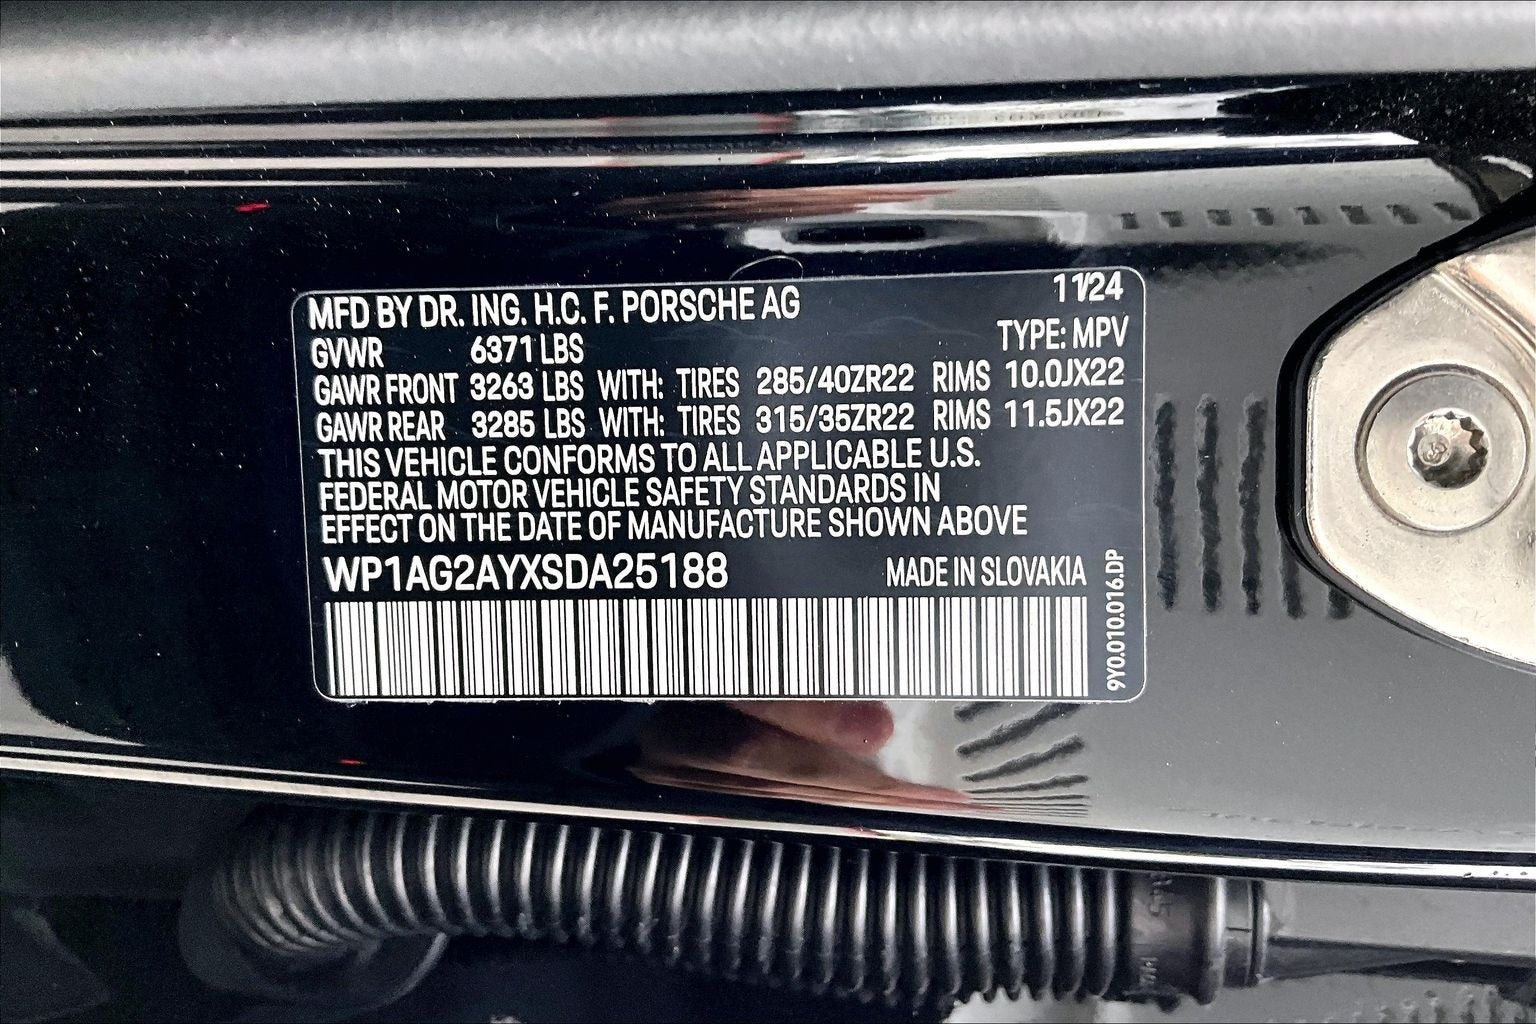 MFD BY DR. ING. H.C. F. PORSCHE AG 11/24
GVWR 6371 LBS TYPE: MPV
GAWR FRONT 3263 LBS WITH: TIRES 285/40ZR22 RIMS 10.0JX22
GAWR REAR 3285 LBS WITH: TIRES 315/35ZR22 RIMS 11.5JX22
THIS VEHICLE CONFORMS TO ALL APPLICABLE U.S.
FEDERAL MOTOR VEHICLE SAFETY STANDARDS IN
EFFECT ON THE DATE OF MANUFACTURE SHOWN ABOVE
WP1AG2AYXSDA25188 MADE IN SLOVAKIA
9Y0.010.016.DP